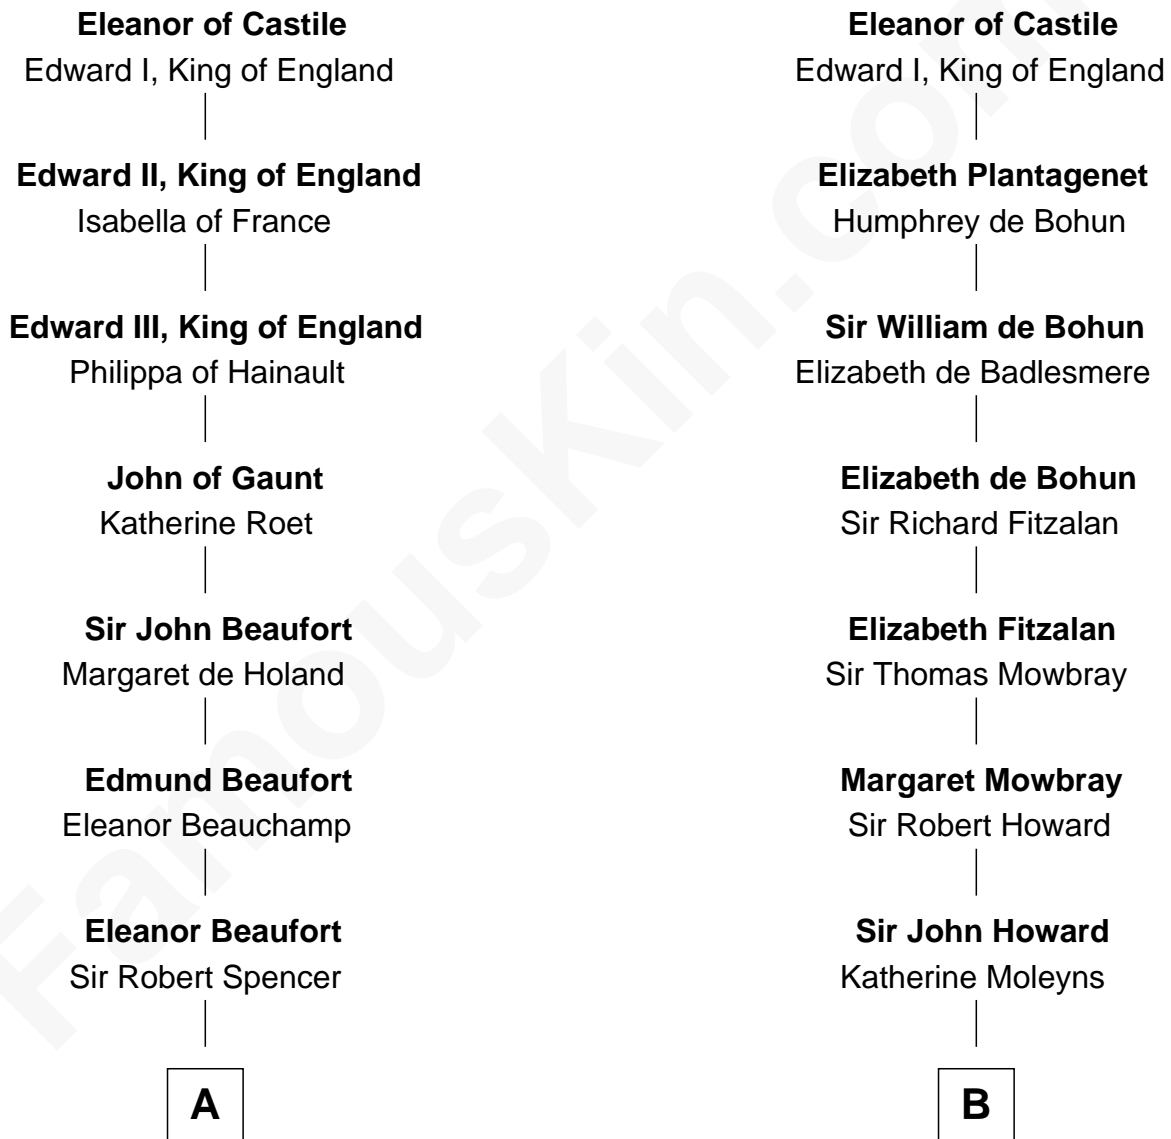 Eleanor of Castile
Edward I, King of England
Edward II, King of England
Isabella of France
Edward III, King of England
Philippa of Hainault
John of Gaunt
Katherine Roet
Sir John Beaufort
Margaret de Holand
Edmund Beaufort
Eleanor Beauchamp
Eleanor Beaufort
Sir Robert Spencer
A
Eleanor of Castile
Edward I, King of England
Elizabeth Plantagenet
Humphrey de Bohun
Sir William de Bohun
Elizabeth de Badlesmere
Elizabeth de Bohun
Sir Richard Fitzalan
Elizabeth Fitzalan
Sir Thomas Mowbray
Margaret Mowbray
Sir Robert Howard
Sir John Howard
Katherine Moleyns
B
FamousKin.com